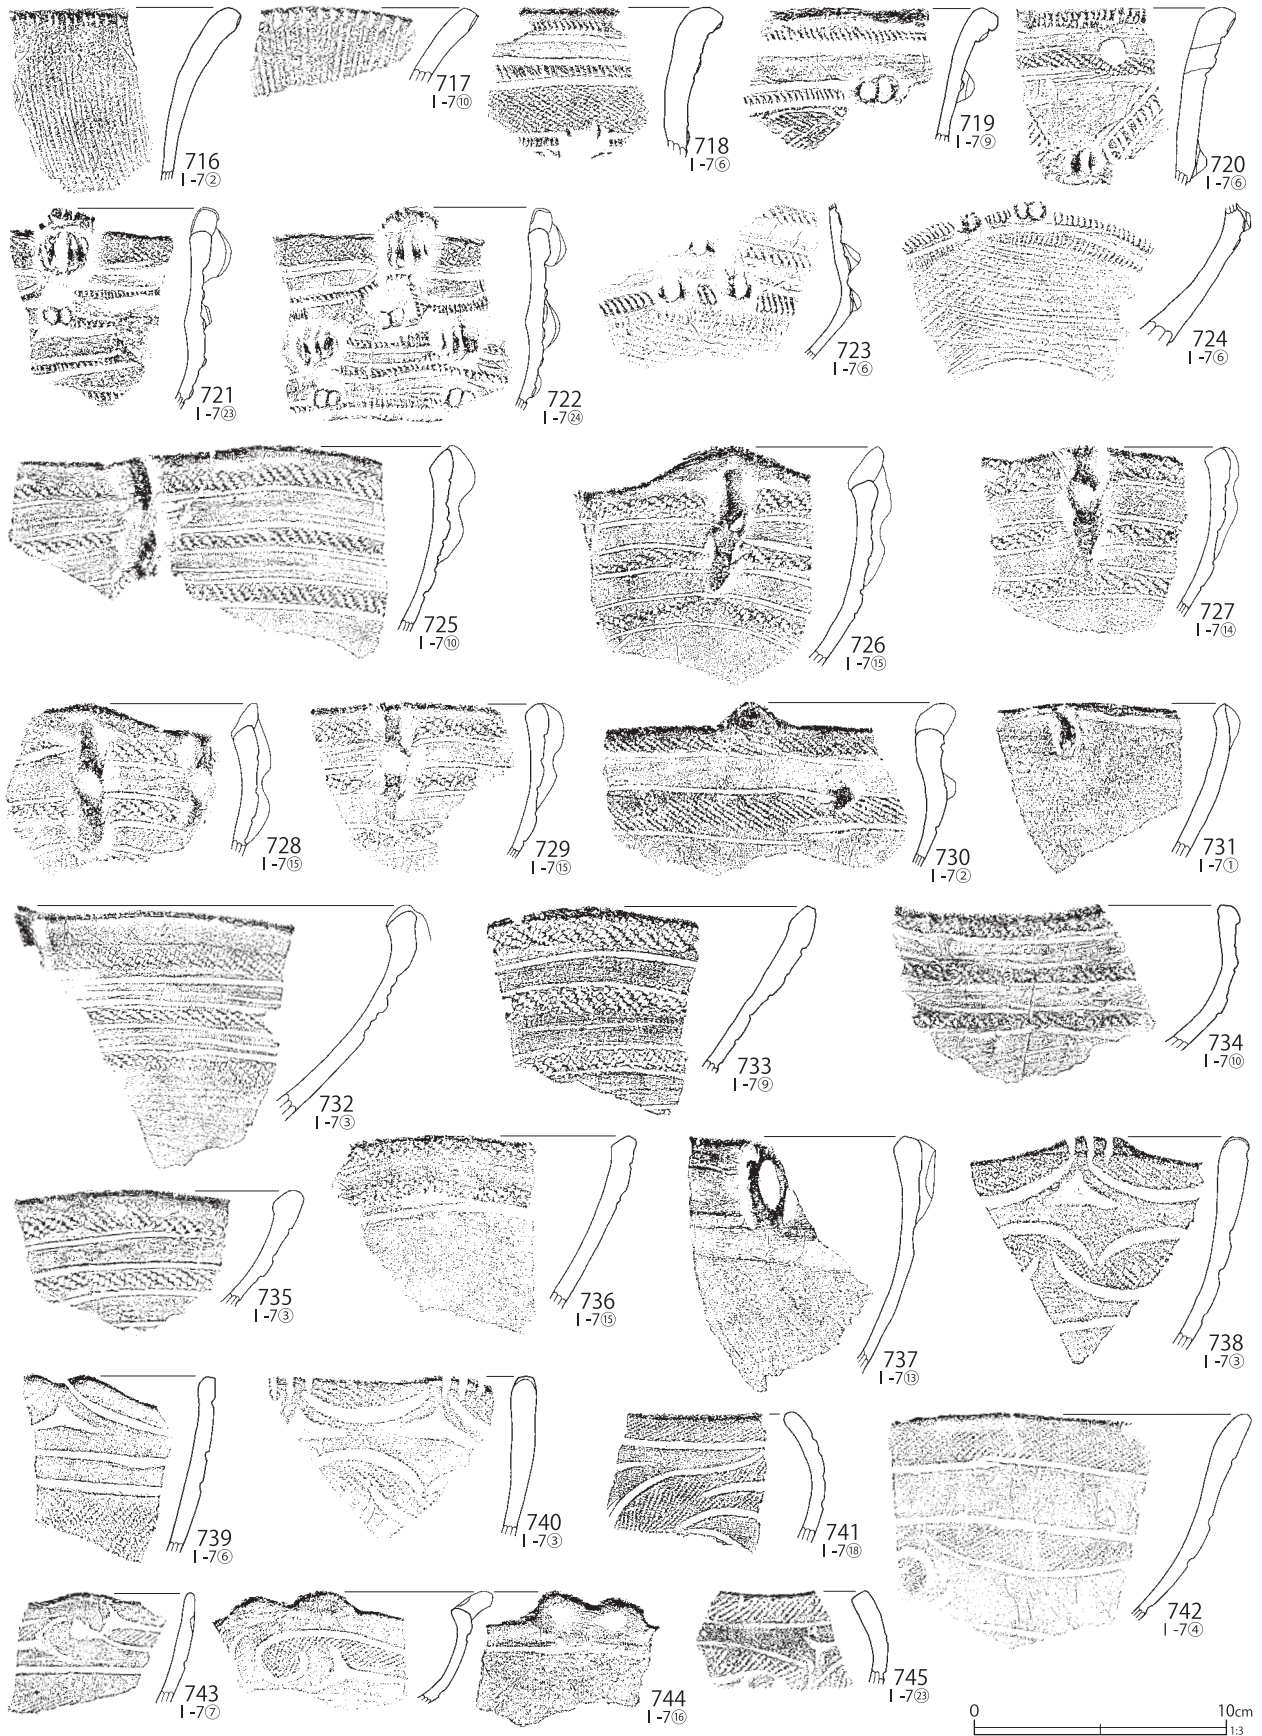 716
I -7②
717
I -7⑩
718
I -7⑥
719
I -7⑨
720
I -7⑥
721
I -7㉓
722
I -7㉔
723
I -7⑥
724
I -7⑥
725
I -7⑩
726
I -7⑮
727
I -7⑭
728
I -7⑮
729
I -7⑮
730
I -7②
731
I -7①
732
I -7③
733
I -7⑨
734
I -7⑩
735
I -7③
736
I -7⑮
737
I -7⑬
738
I -7③
739
I -7⑥
740
I -7③
741
I -7⑱
742
I -7④
743
I -7⑦
744
I -7⑯
745
I -7㉓
0 10cm
1:3